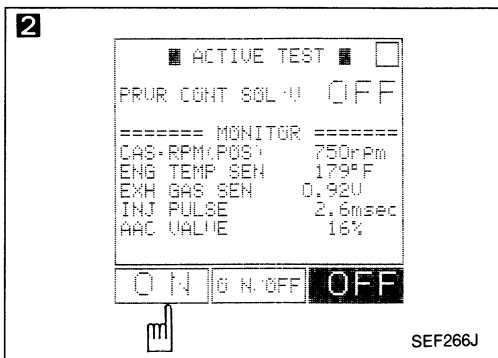 2
■ ACTIVE TEST ■
PRVR CONT SOL/V OFF
======= MONITOR =======
CAS•RPM(POS) 750rpm
ENG TEMP SEN 179°F
EXH GAS SEN 0.92V
INJ PULSE 2.6msec
AAC VALVE 16%
ON O N/OFF OFF
SEF266J